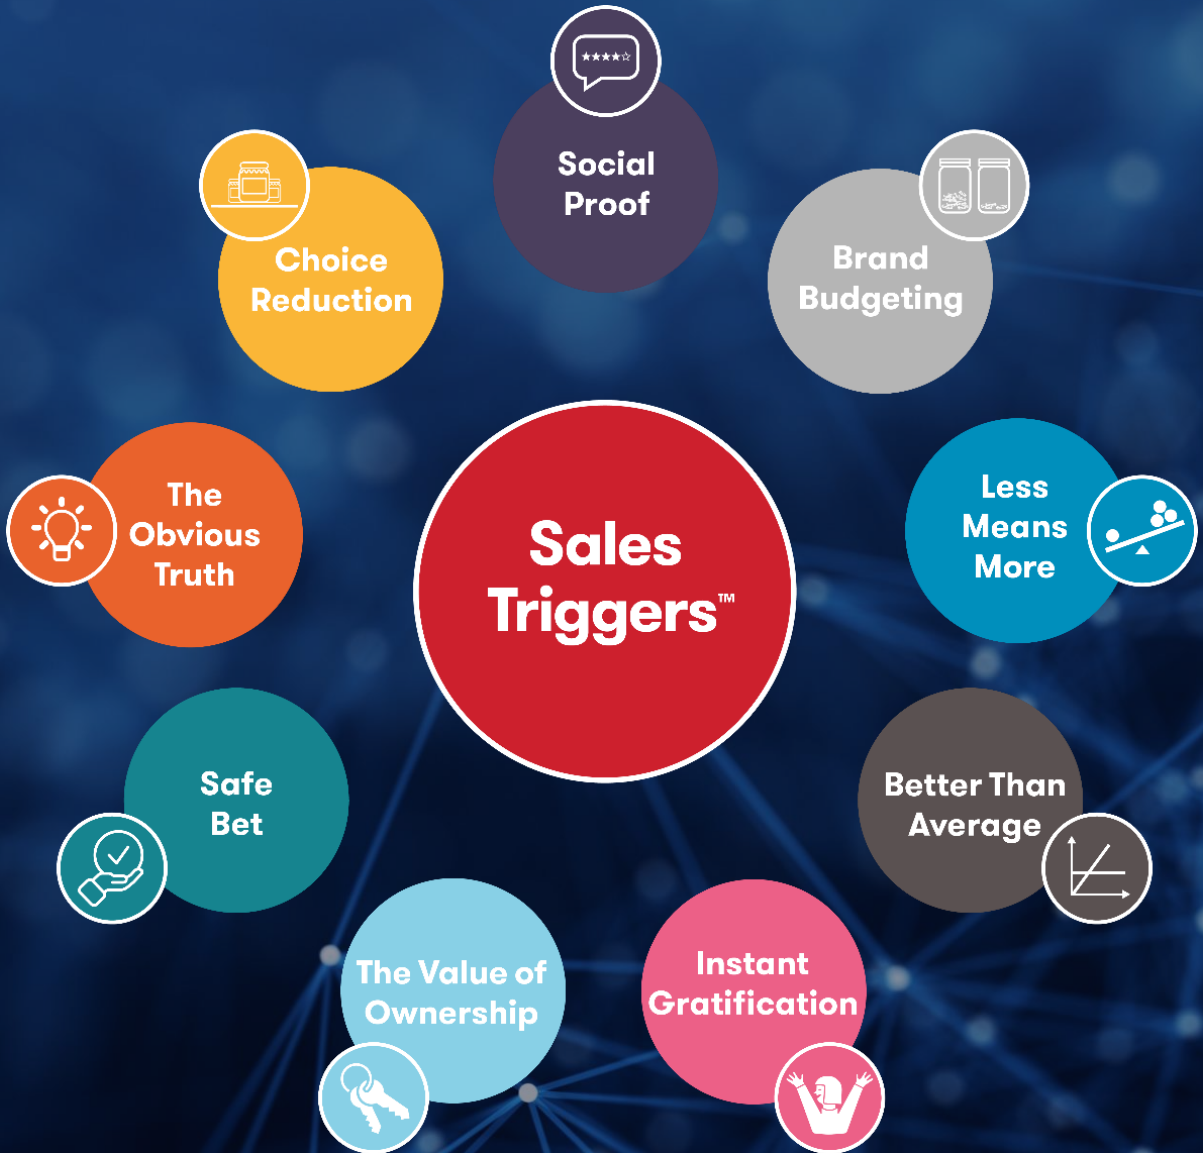 Social
Proof
Brand
Budgeting
Less
Means
More
Better Than
Average
Instant
Gratification
The Value of
Ownership
Safe
Bet
The
Obvious
Truth
Choice
Reduction
Sales
Triggers™